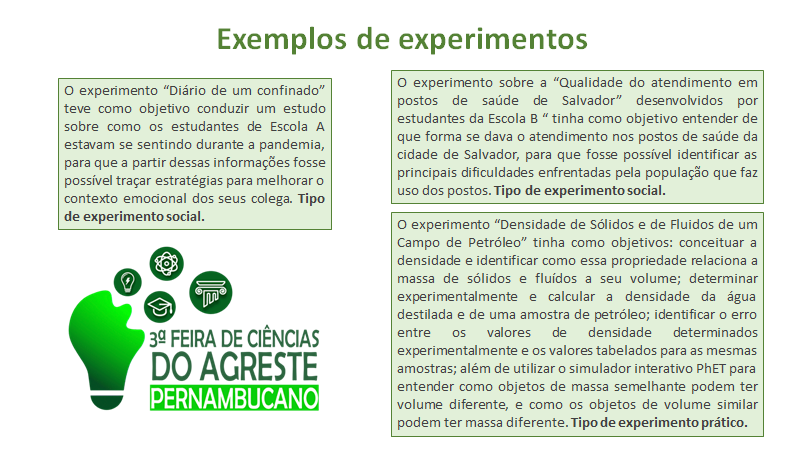 Exemplos de experimentos
O experimento “Diário de um confinado”
teve como objetivo conduzir um estudo
sobre como os estudantes de Escola A
estavam se sentindo durante a pandemia,
para que a partir dessas informações fosse
possível traçar estratégias para melhorar o
contexto emocional dos seus colega. Tipo
de experimento social.
O experimento sobre a “Qualidade do atendimento em
postos de saúde de Salvador” desenvolvidos por
estudantes da Escola B “ tinha como objetivo entender de
que forma se dava o atendimento nos postos de saúde da
cidade de Salvador, para que fosse possível identificar as
principais dificuldades enfrentadas pela população que faz
uso dos postos. Tipo de experimento social.
O experimento “Densidade de Sólidos e de Fluidos de um
Campo de Petróleo” tinha como objetivos: conceituar a
densidade e identificar como essa propriedade relaciona a
massa de sólidos e fluídos a seu volume; determinar
experimentalmente e calcular a densidade da água
destilada e de uma amostra de petróleo; identificar o erro
entre os valores de densidade determinados
experimentalmente e os valores tabelados para as mesmas
amostras; além de utilizar o simulador interativo PhET para
entender como objetos de massa semelhante podem ter
volume diferente, e como os objetos de volume similar
podem ter massa diferente. Tipo de experimento prático.
3ª FEIRA DE CIÊNCIAS
DO AGRESTE
PERNAMBUCANO